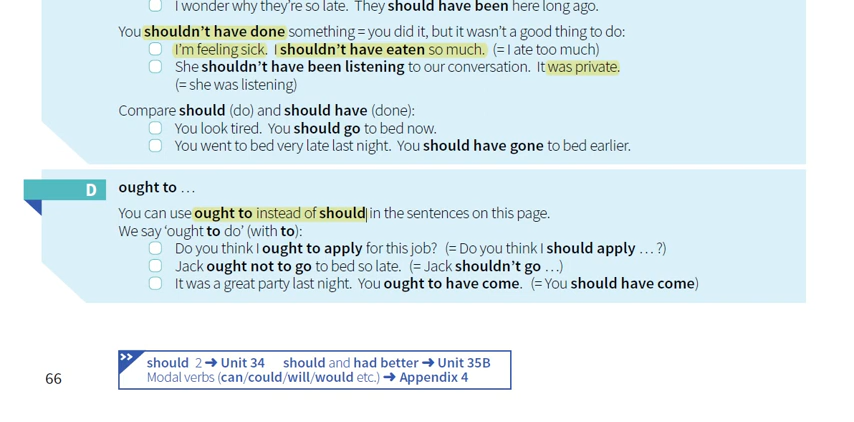 I wonder why they're so late. They should have been here long ago.
You shouldn't have done something = you did it, but it wasn't a good thing to do:
I'm feeling sick. I shouldn't have eaten so much. (= I ate too much)
She shouldn't have been listening to our conversation. It was private.
(= she was listening)
Compare should (do) and should have (done):
You look tired. You should go to bed now.
You went to bed very late last night. You should have gone to bed earlier.
D
ought to …
You can use ought to instead of should in the sentences on this page.
We say 'ought to do' (with to):
Do you think I ought to apply for this job? (= Do you think I should apply … ?)
Jack ought not to go to bed so late. (= Jack shouldn't go …)
It was a great party last night. You ought to have come. (= You should have come)
66
>> should 2 ➜ Unit 34 should and had better ➜ Unit 35B
Modal verbs (can/could/will/would etc.) ➜ Appendix 4